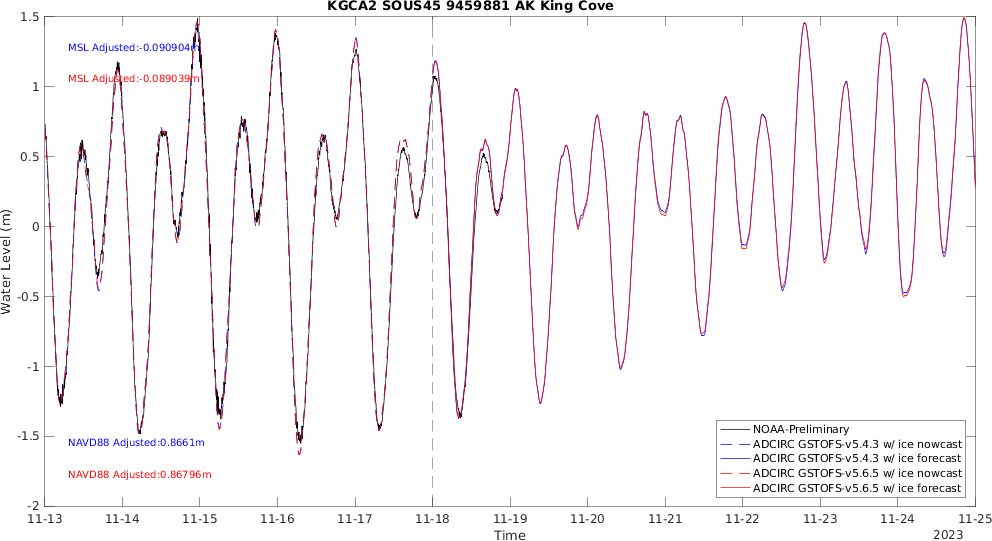 KGCA2 SOUS45 9459881 AK King Cove
1.5
1
0.5
0
-0.5
-1
-1.5
-2
Water Level (m)
MSL Adjusted:-0.090904m
MSL Adjusted:-0.089039m
NAVD88 Adjusted:0.8661m
NAVD88 Adjusted:0.86796m
NOAA-Preliminary
ADCIRC GSTOFS-v5.4.3 w/ ice nowcast
ADCIRC GSTOFS-v5.4.3 w/ ice forecast
ADCIRC GSTOFS-v5.6.5 w/ ice nowcast
ADCIRC GSTOFS-v5.6.5 w/ ice forecast
11-13 11-14 11-15 11-16 11-17 11-18 11-19 11-20 11-21 11-22 11-23 11-24 11-25
Time
2023